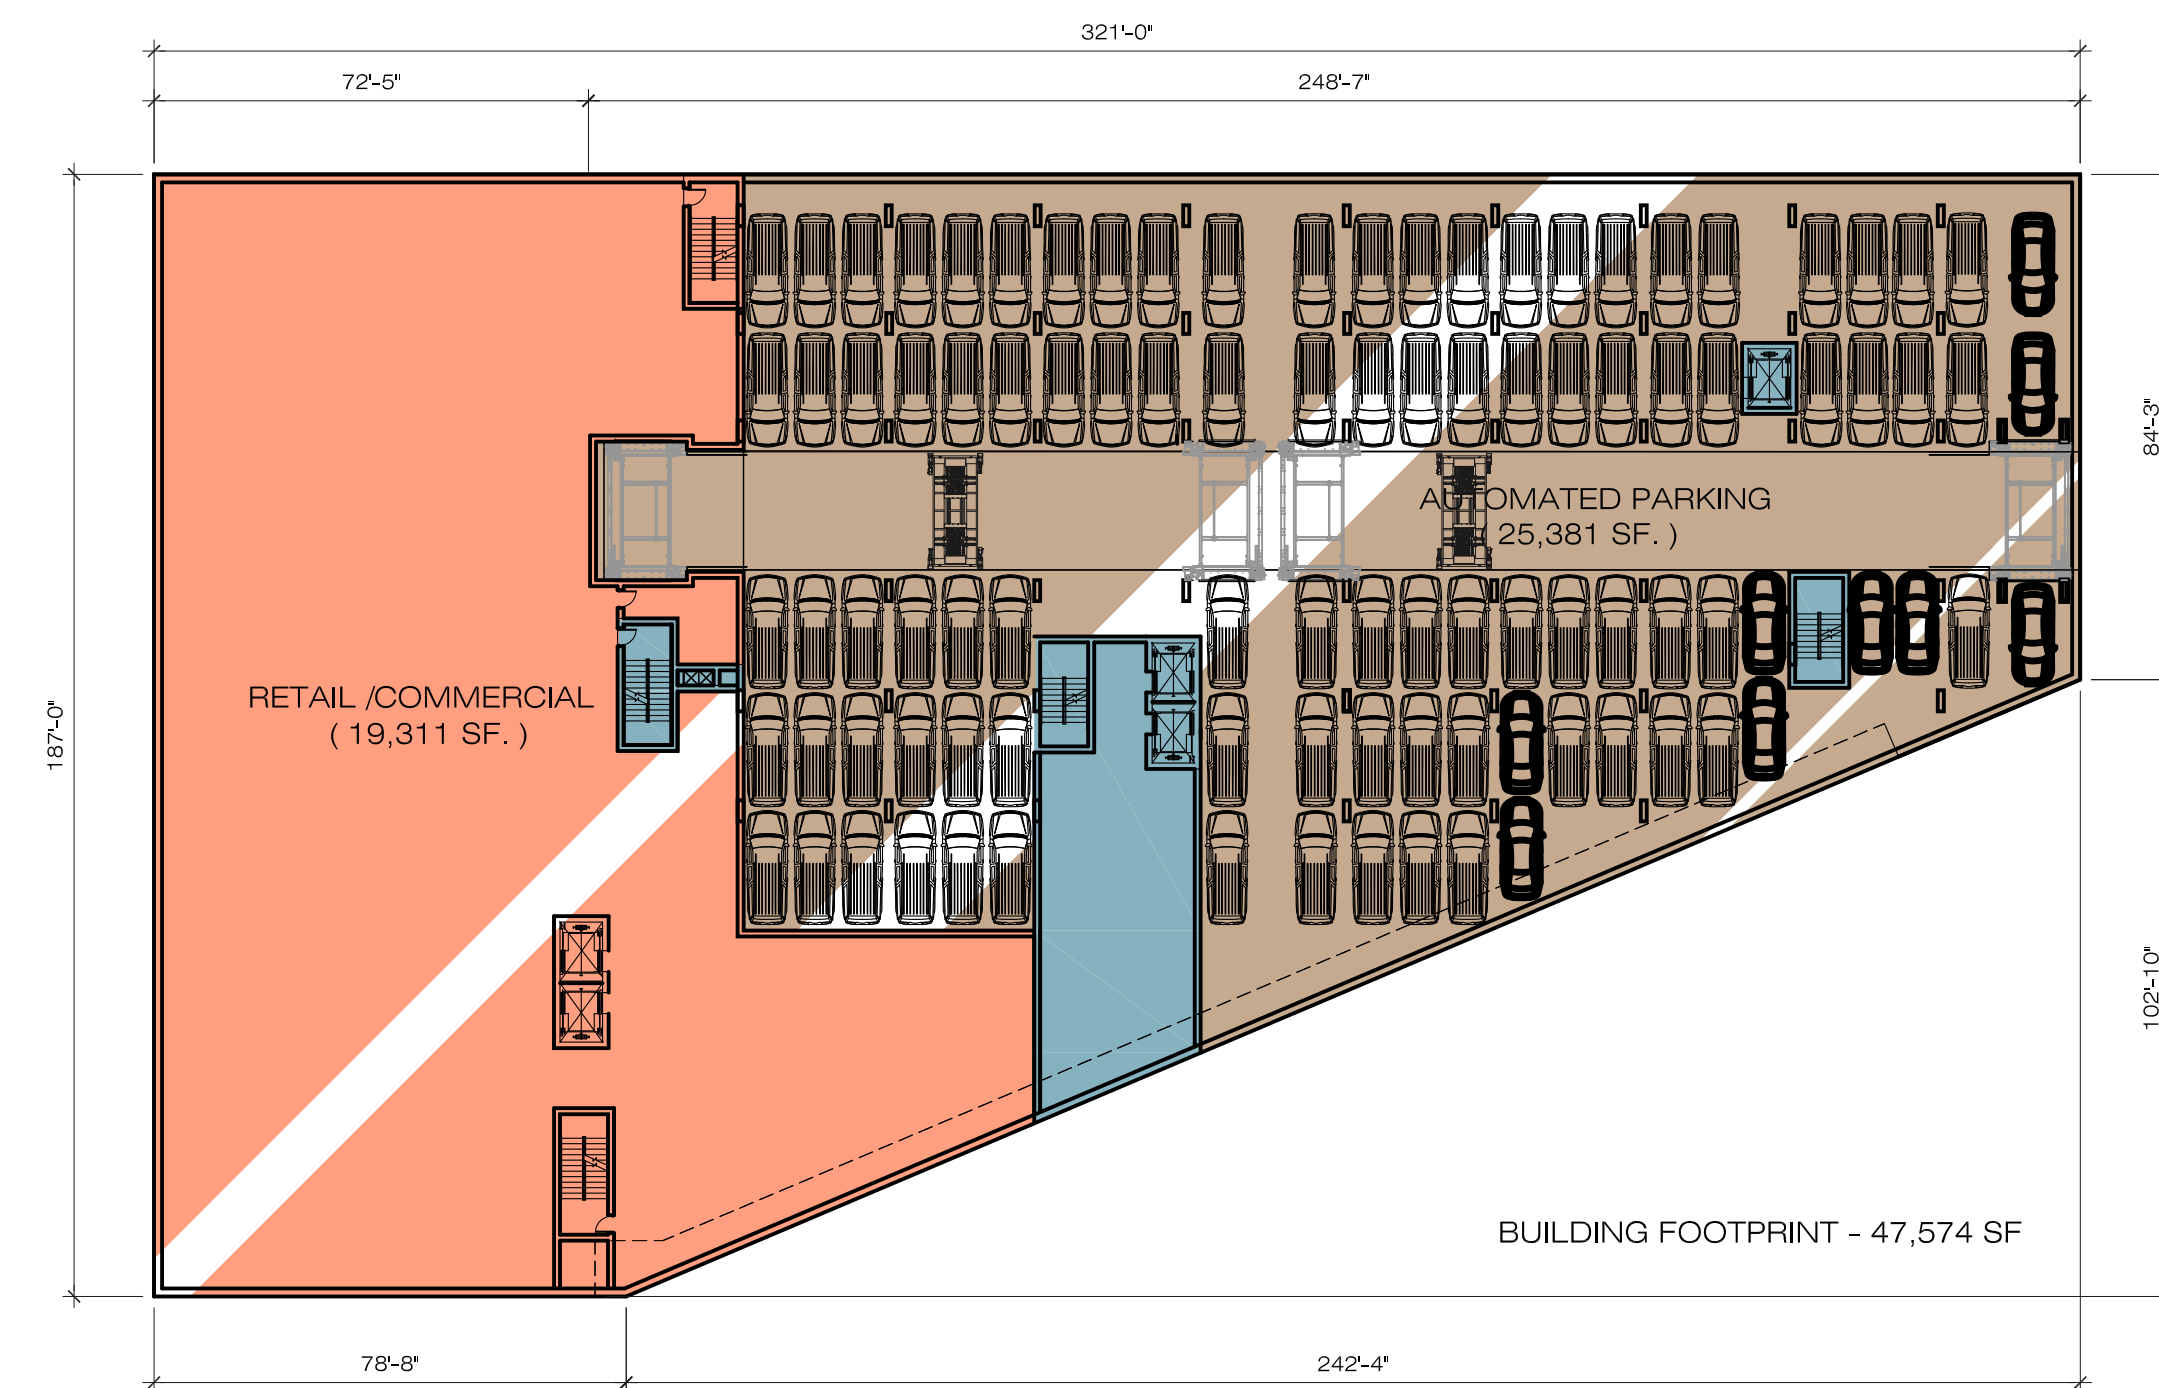 321'-0"
72'-5"
248'-7"
84'-3"
AUTOMATED PARKING
( 25,381 SF. )
RETAIL /COMMERCIAL
( 19,311 SF. )
187'-0"
102'-10"
BUILDING FOOTPRINT - 47,574 SF
78'-8"
242'-4"